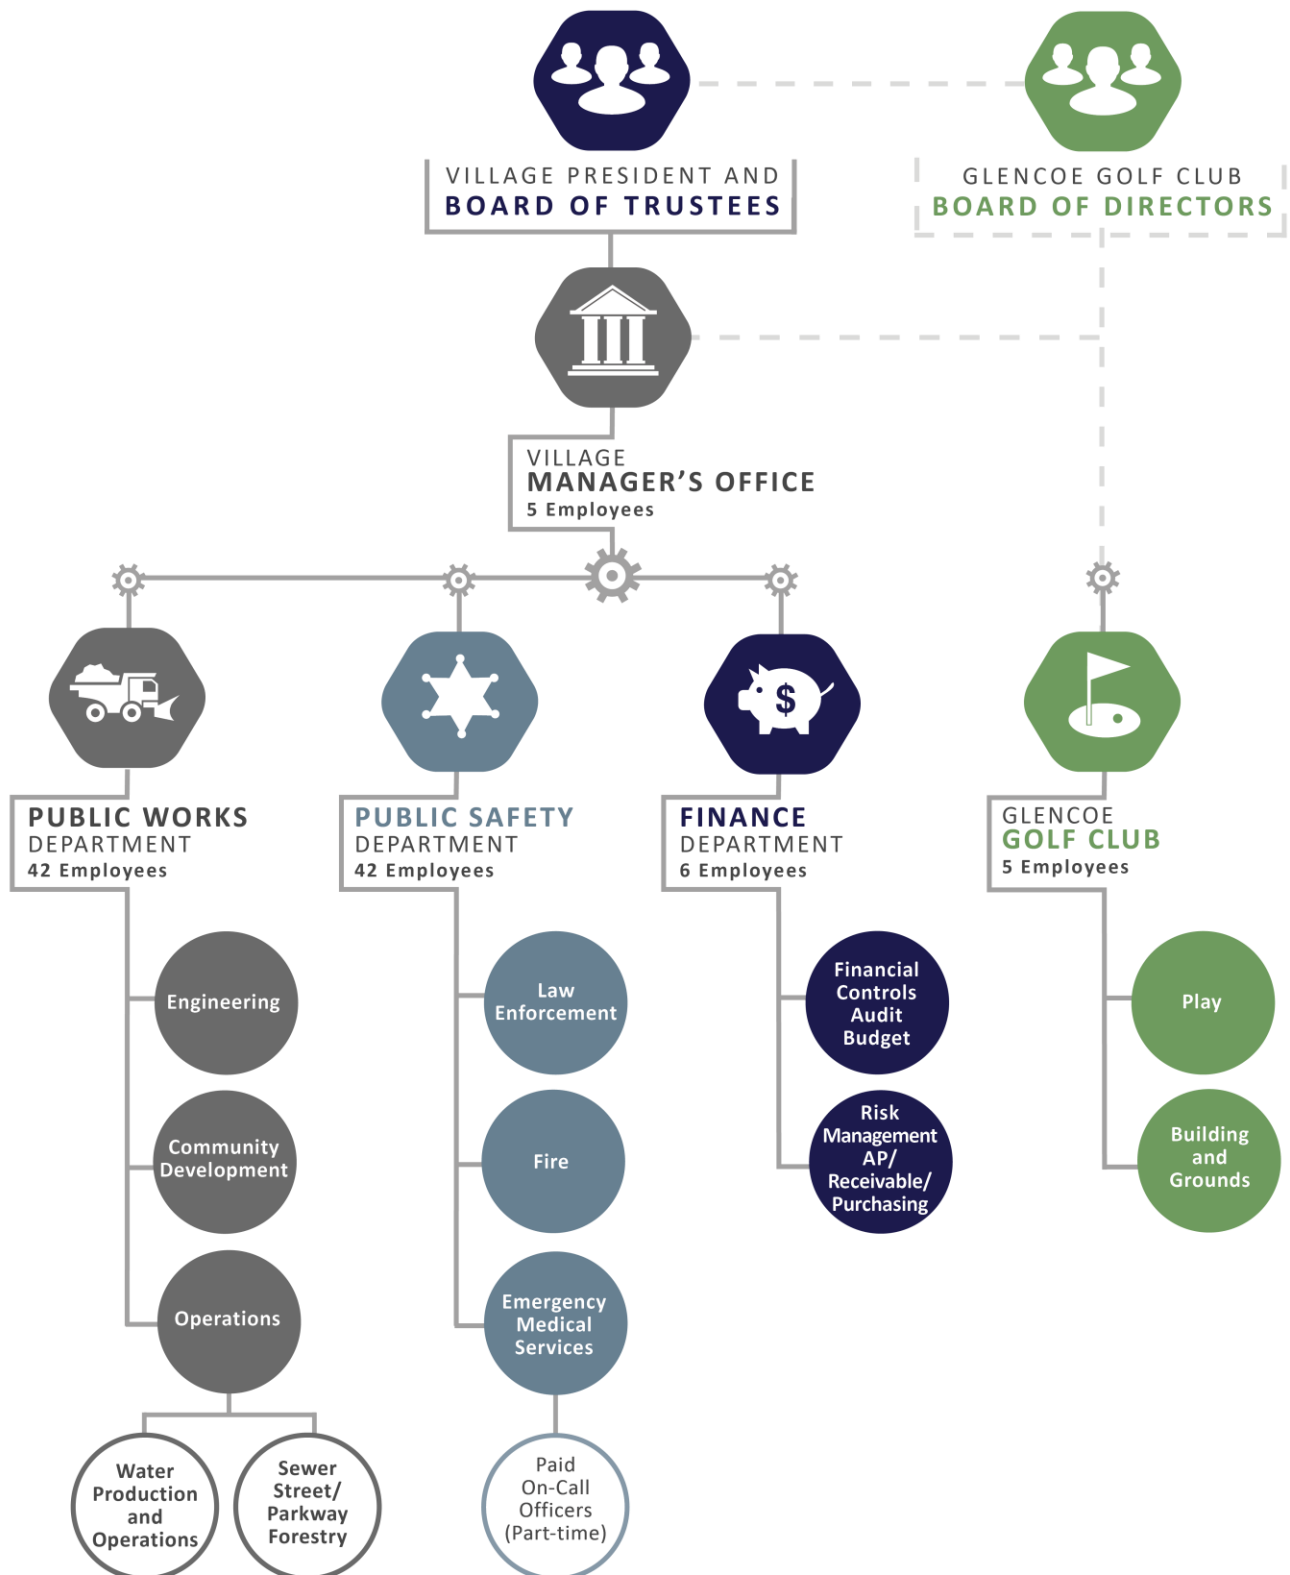 VILLAGE PRESIDENT AND
BOARD OF TRUSTEES
GLENCOE GOLF CLUB
BOARD OF DIRECTORS
VILLAGE
MANAGER’S OFFICE
5 Employees
$
PUBLIC WORKS
DEPARTMENT
42 Employees
PUBLIC SAFETY
DEPARTMENT
42 Employees
FINANCE
DEPARTMENT
6 Employees
GLENCOE
GOLF CLUB
5 Employees
Engineering
Community
Development
Operations
Water
Production
and
Operations
Sewer
Street/
Parkway
Forestry
Law
Enforcement
Fire
Emergency
Medical
Services
Paid
On-Call
Officers
(Part-time)
Financial
Controls
Audit
Budget
Risk
Management
AP/
Receivable/
Purchasing
Play
Building
and
Grounds